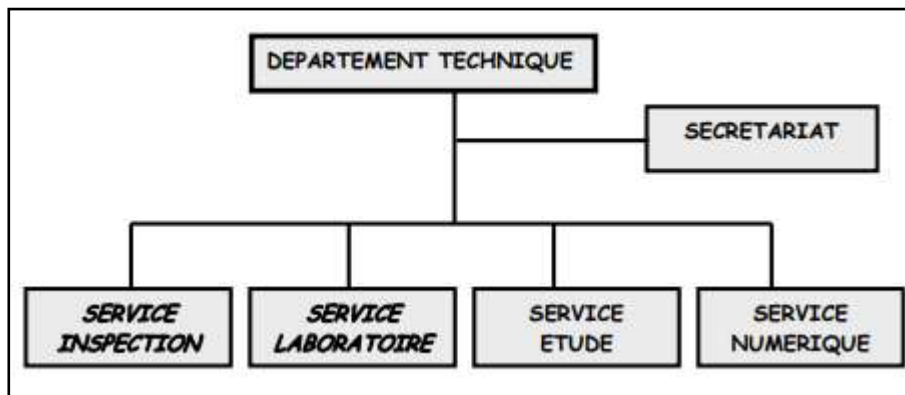 DEPARTEMENT TECHNIQUE
SECRETARIAT
SERVICE
INSPECTION
SERVICE
LABORATOIRE
SERVICE
ETUDE
SERVICE
NUMERIQUE